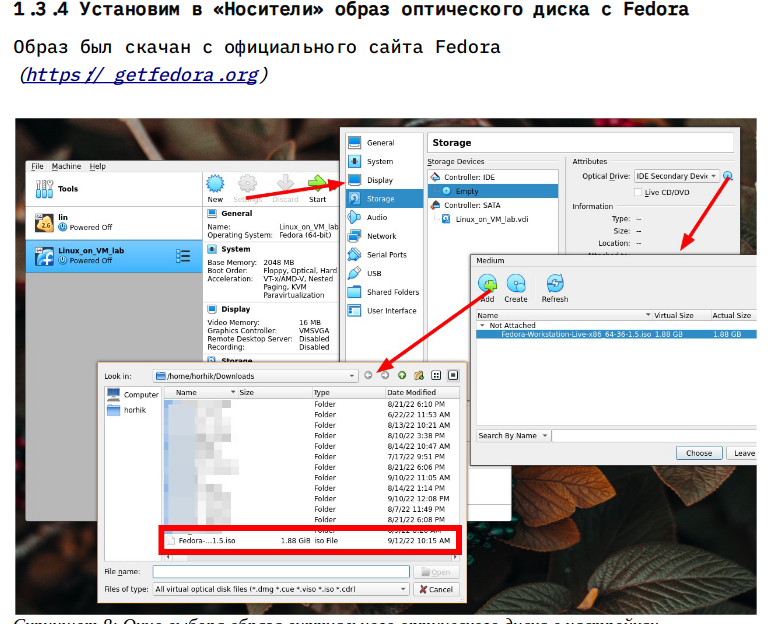 1.3.4 Установим в «Носители» образ оптического диска с Fedora
Образ был скачан с официального сайта Fedora
(https:// getfedora.org)
File Machine Help
Tools
lin
Powered Off
Linux_on_VM_lab
Powered Off
New
Discard
Start
General
Name: Linux_on_VM_lab
Operating System: Fedora (64-bit)
System
Base Memory: 2048 MB
Boot Order: Floppy, Optical, Hard
Acceleration: VT-x/AMD-V, Nested
Paging, KVM
Paravirtualization
Display
Video Memory: 16 MB
Graphics Controller: VMSVGA
Remote Desktop Server: Disabled
Recording: Disabled
Storage
General
System
Display
Storage
Audio
Network
Serial Ports
USB
Shared Folders
User Interface
Storage
Storage Devices
Controller: IDE
Empty
Controller: SATA
Linux_on_VM_lab.vdi
Attributes
Optical Drive: IDE Secondary Devic
Live CD/DVD
Information
Type: --
Size: --
Location: --
Medium
Add
Create
Refresh
Name Virtual Size Actual Size
Not Attached
Fedora-Workstation-Live-x86_64-36-1.5.iso 1.88 GB 1.88 GB
Search By Name
Choose
Leave
Look in: /home/horhik/Downloads
Computer
horhik
Name Size Type Date Modified
Folder 8/21/22 6:10 PM
Folder 6/22/22 11:53 AM
Folder 8/13/22 10:21 AM
Folder 8/10/22 3:38 PM
Folder 8/14/22 10:47 AM
Folder 7/17/22 9:51 PM
Folder 8/21/22 6:06 PM
Folder 9/10/22 11:05 AM
Folder 8/14/22 1:14 PM
Folder 9/10/22 12:08 PM
Folder 8/7/22 11:49 PM
Folder 8/21/22 6:08 PM
Fedora-...1.5.iso 1.88 GiB iso File 9/12/22 10:15 AM
File name:
Open
Files of type: All virtual optical disk files (*.dmg *.cue *.viso *.iso *.cdr)
Cancel